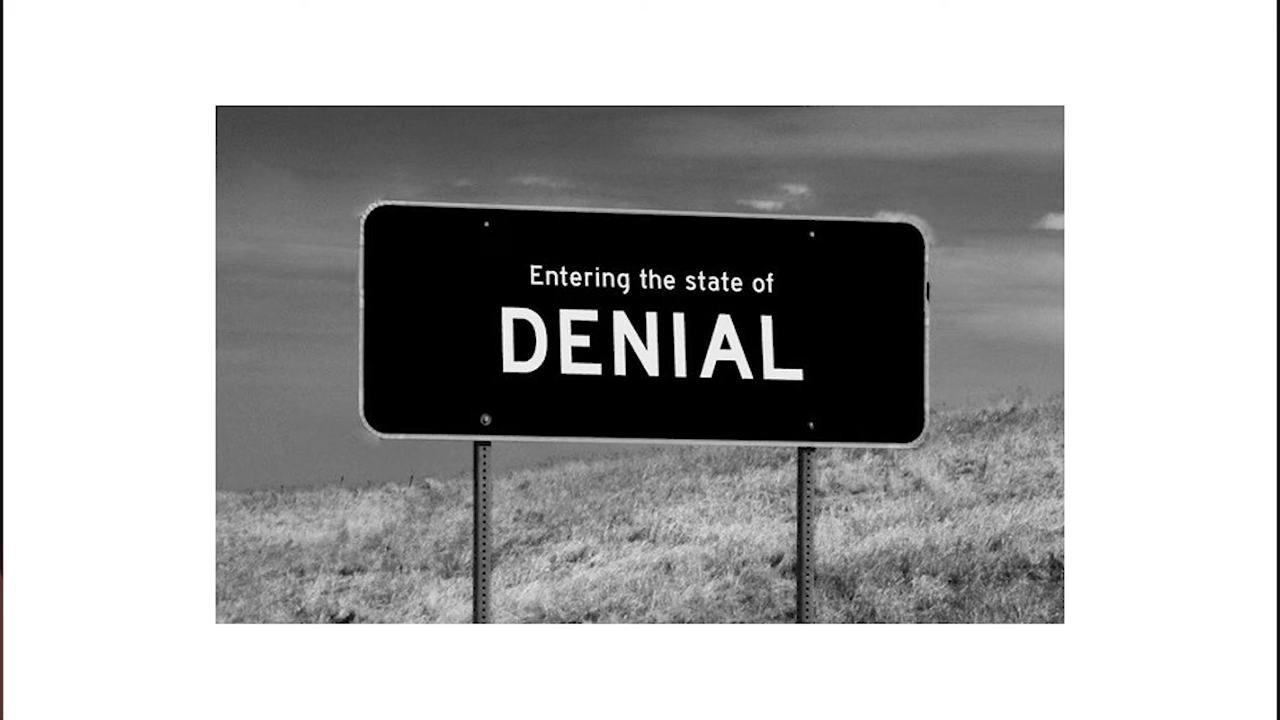 Entering the state of
DENIAL